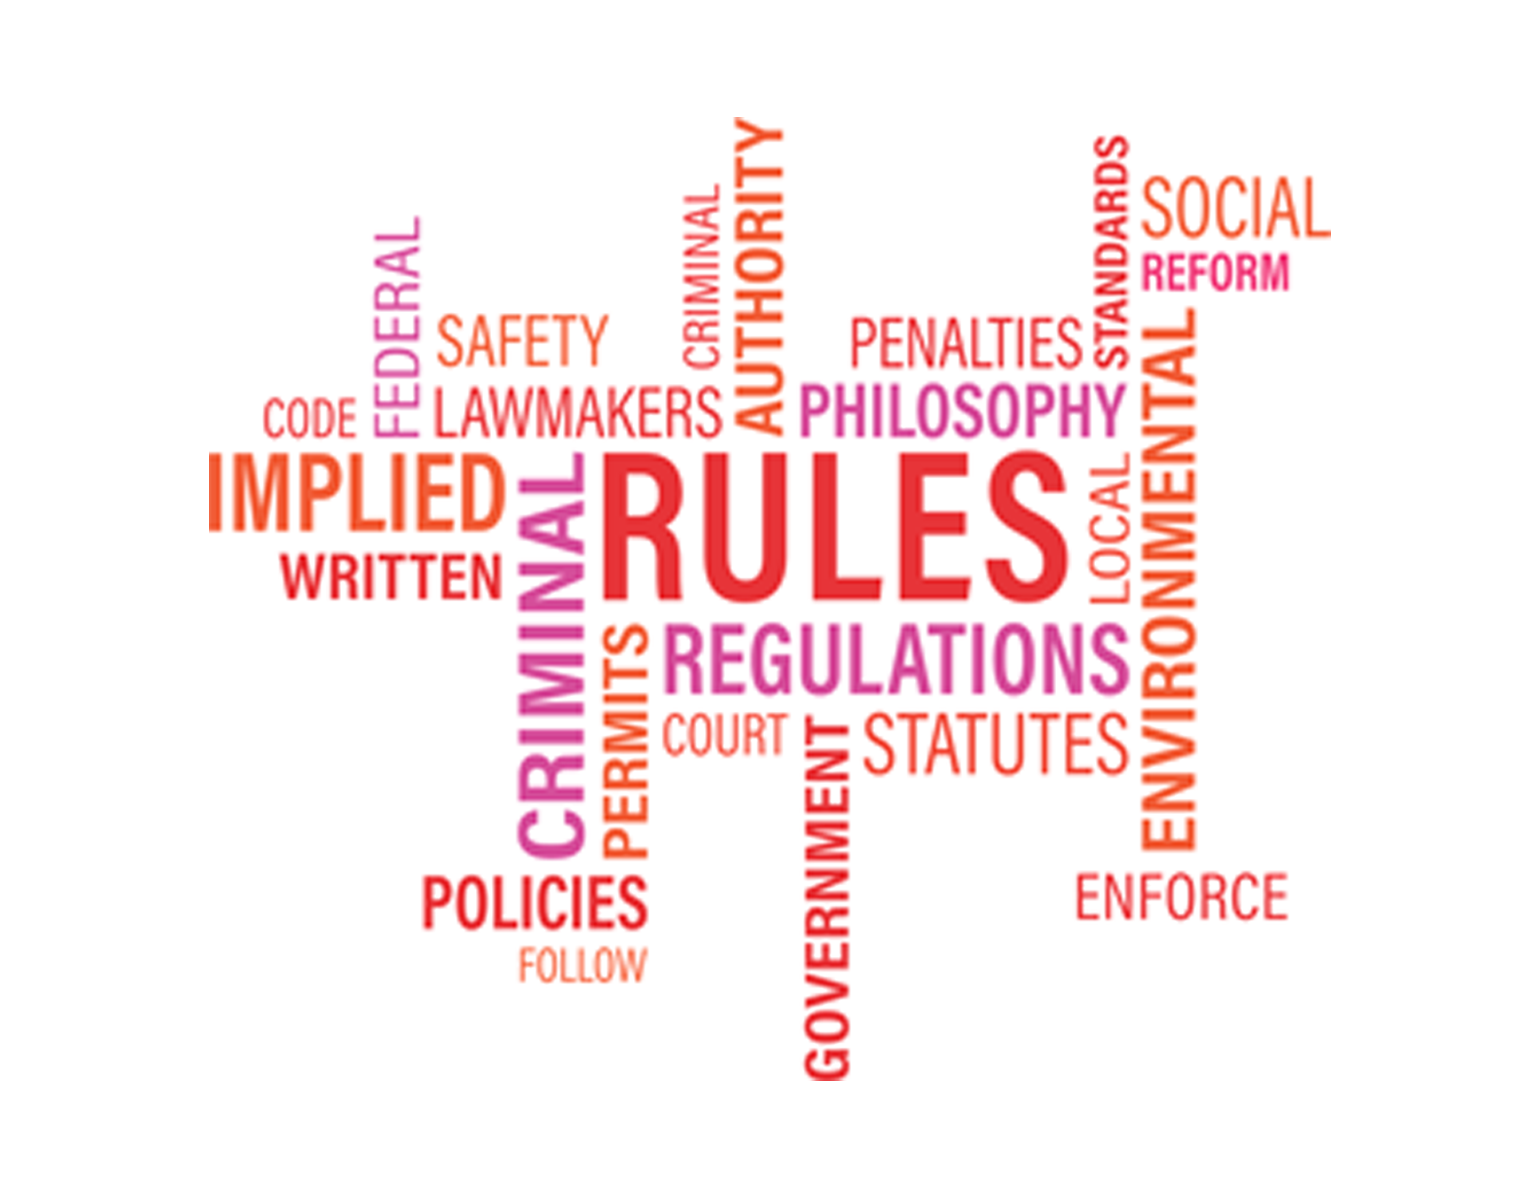 AUTHORITY
STANDARDS
SOCIAL
CRIMINAL
FEDERAL
REFORM
SAFETY
PENALTIES
ENVIRONMENTAL
CODE
LAWMAKERS
PHILOSOPHY
IMPLIED
CRIMINAL
RULES
LOCAL
WRITTEN
PERMITS
REGULATIONS
COURT
GOVERNMENT
STATUTES
POLICIES
ENFORCE
FOLLOW